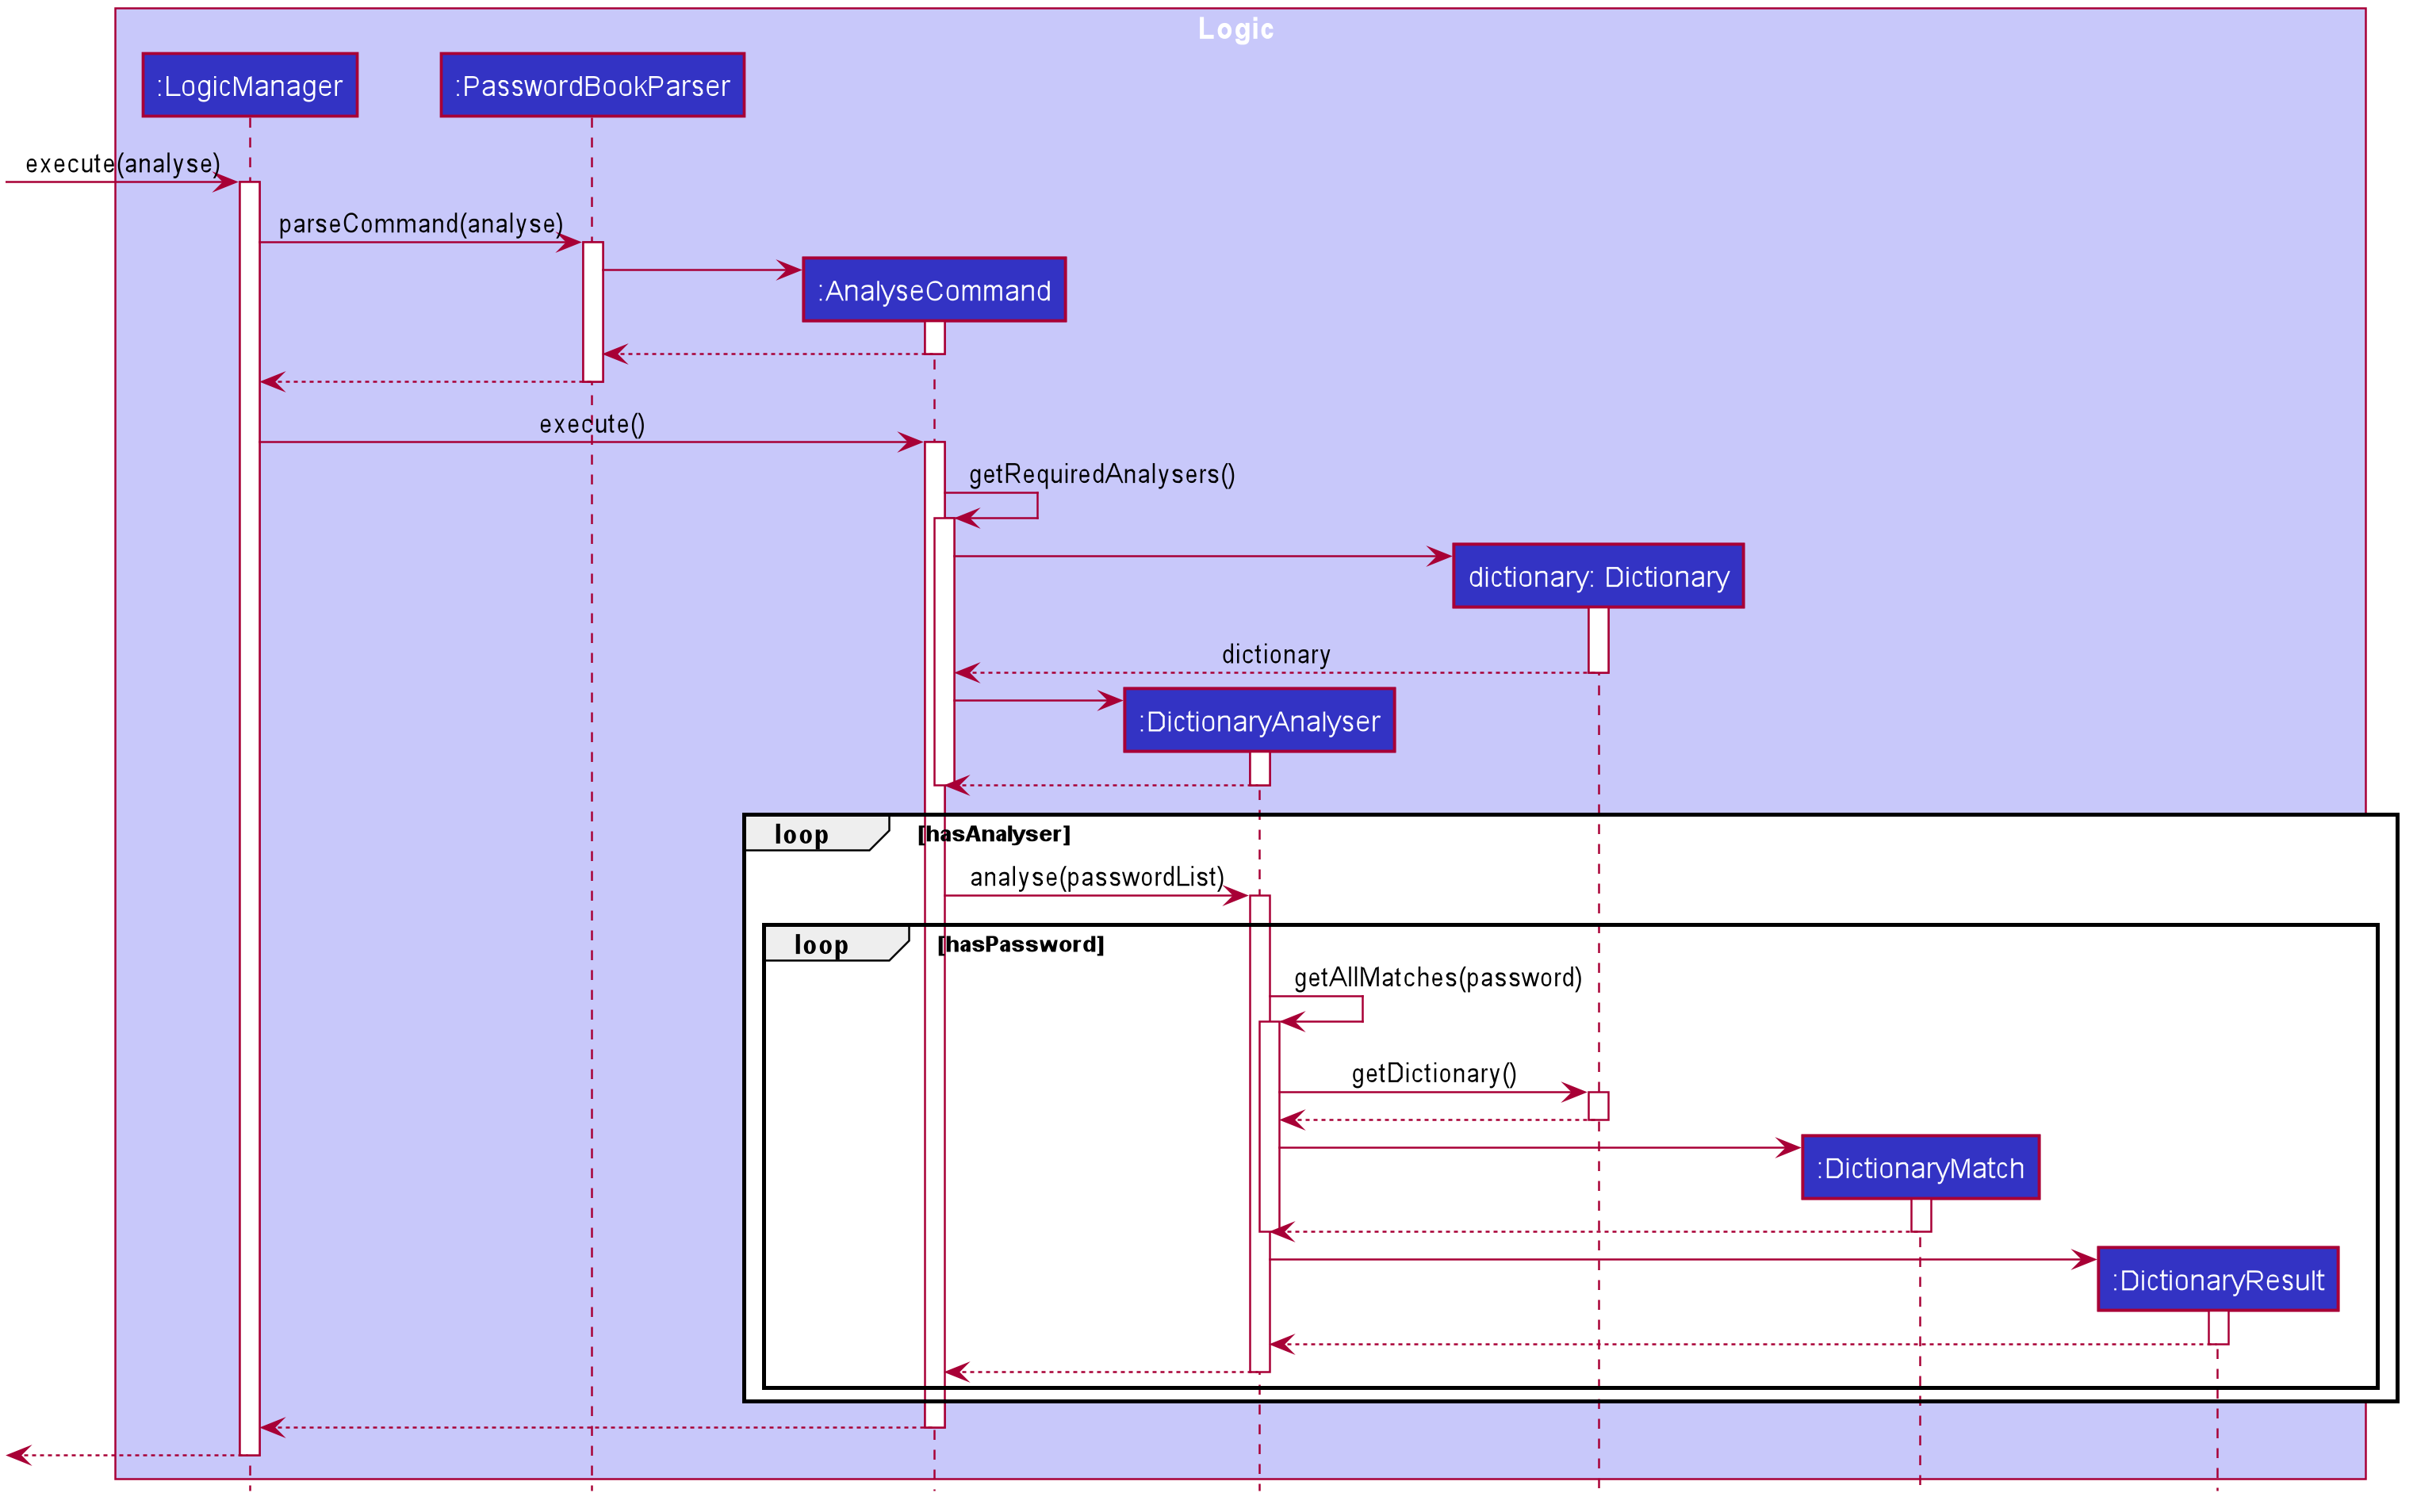 Logic
:LogicManager
:PasswordBookParser
execute(analyse)
parseCommand(analyse)
:AnalyseCommand
execute()
getRequiredAnalysers()
dictionary: Dictionary
dictionary
:DictionaryAnalyser
loop [hasAnalyser]
analyse(passwordList)
loop [hasPassword]
getAllMatches(password)
getDictionary()
:DictionaryMatch
:DictionaryResult